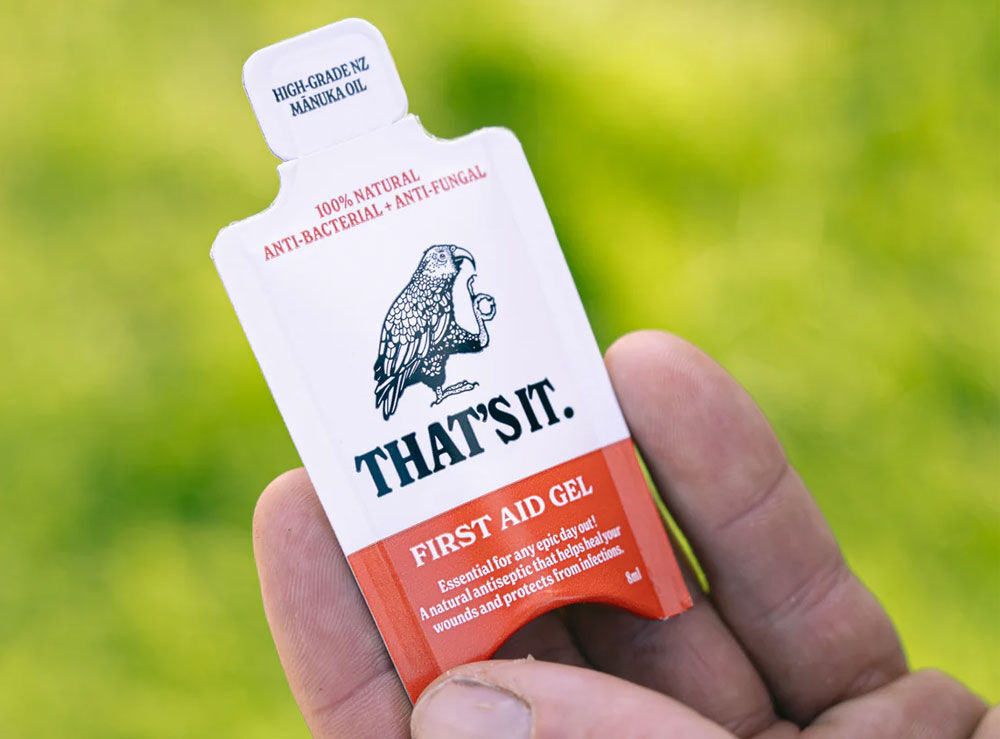 HIGH-GRADE NZ
MĀNUKA OIL
100% NATURAL
ANTI-BACTERIAL + ANTI-FUNGAL
THAT'S IT.
FIRST AID GEL
Essential for any epic day out!
A natural antiseptic that helps heal your
wounds and protects from infections.
8ml